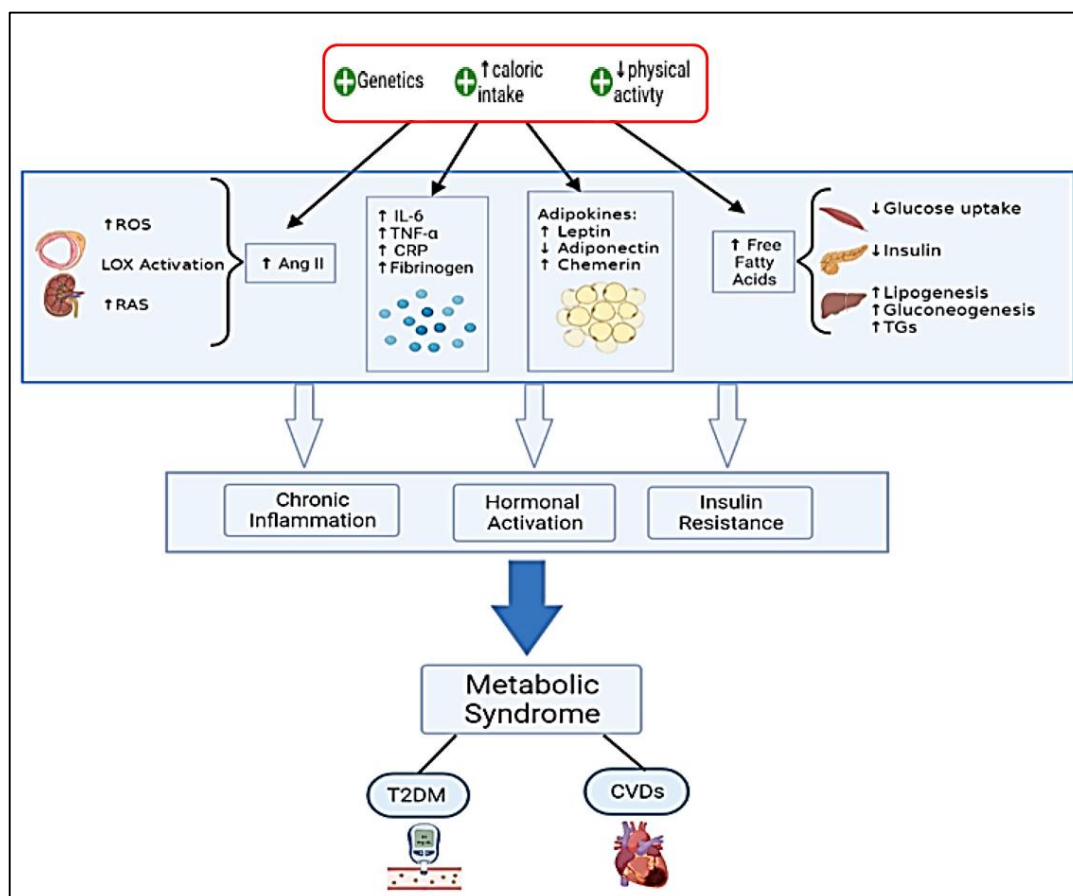 Genetics
↑caloric
intake
↓physical
activty
↑ROS
LOX Activation
↑RAS
↑ Ang II
↑ IL-6
↑TNF-α
↑ CRP
↑Fibrinogen
Adipokines:
↑ Leptin
↓ Adiponectin
↑ Chemerin
↑ Free
Fatty
Acids
↓Glucose uptake
↓Insulin
↑Lipogenesis
↑Gluconeogenesis
↑TGs
Chronic
Inflammation
Hormonal
Activation
Insulin
Resistance
Metabolic
Syndrome
T2DM
CVDs